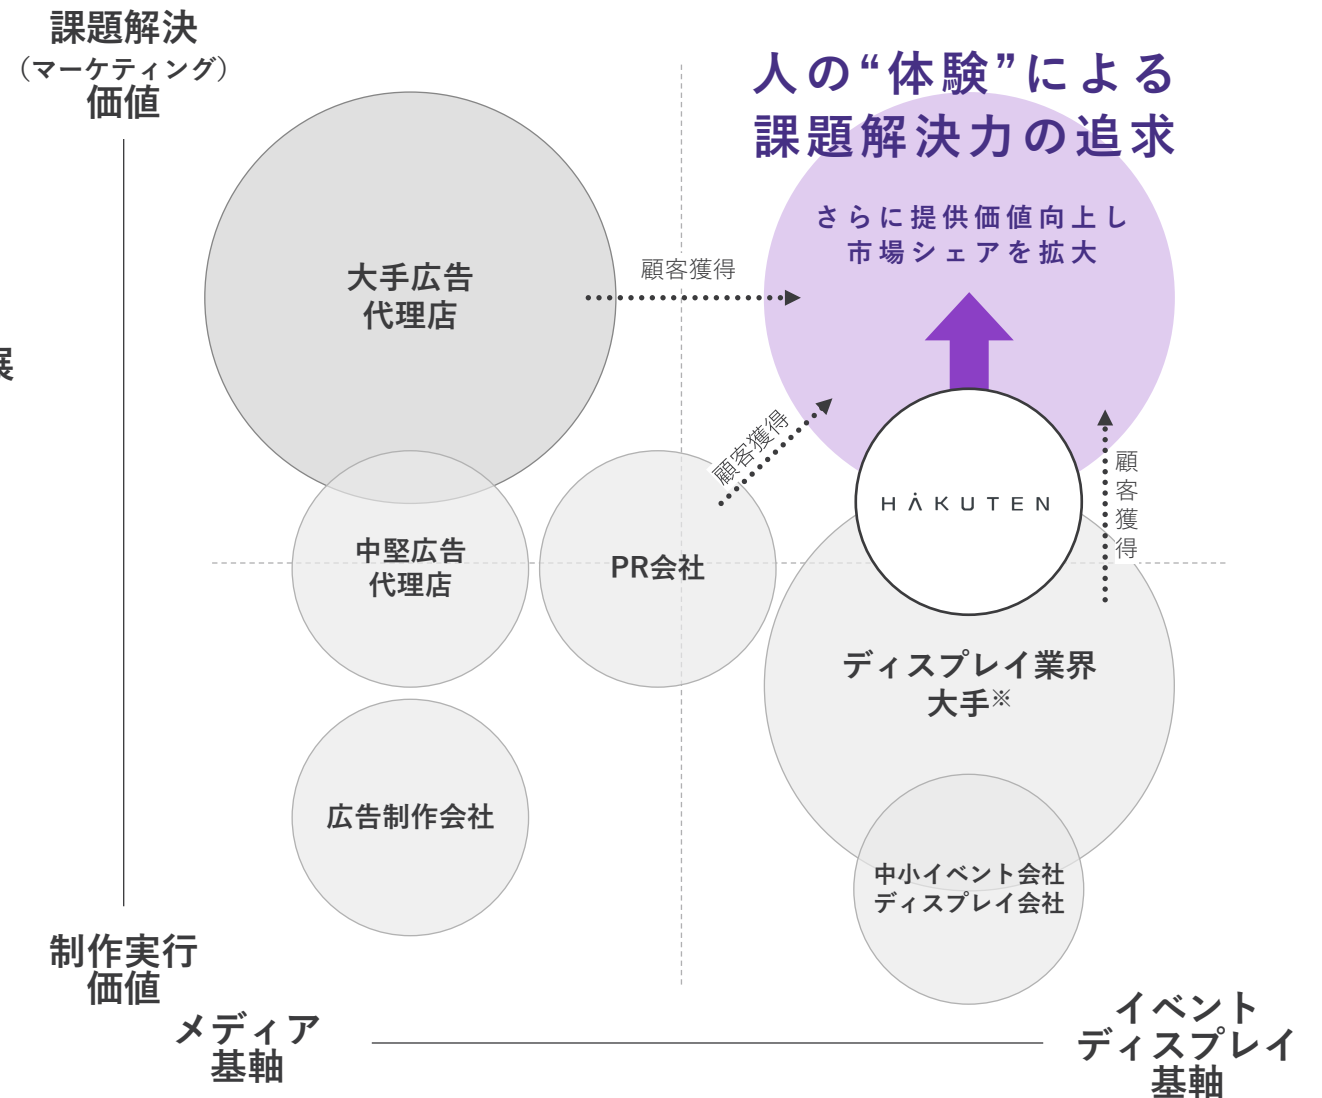 課題解決
（マーケティング）
価値
人の“体験”による
課題解決力の追求
さらに提供価値向上し
市場シェアを拡大
大手広告
代理店
顧客獲得
展
顧客獲得
顧客獲得
HAKUTEN
中堅広告
代理店
PR会社
ディスプレイ業界
大手※
広告制作会社
中小イベント会社
ディスプレイ会社
制作実行
価値
メディア
基軸
イベント
ディスプレイ
基軸